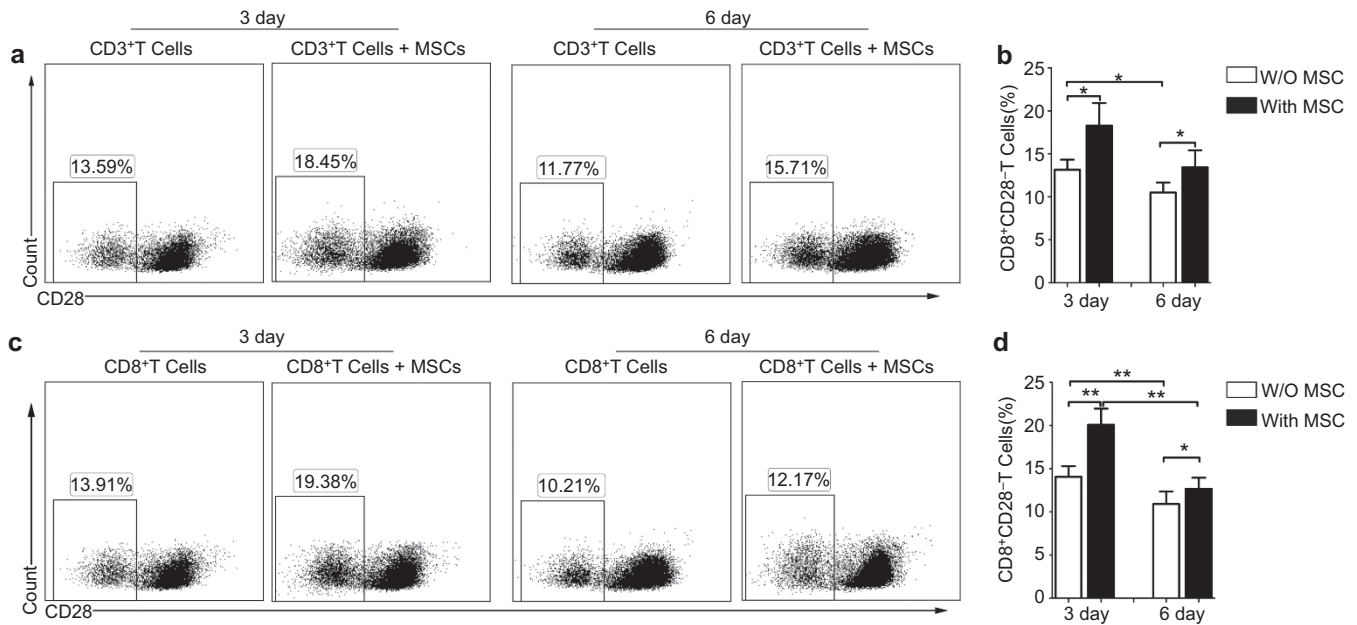 3 day
6 day
a
CD3⁺T Cells
CD3⁺T Cells + MSCs
CD3⁺T Cells
CD3⁺T Cells + MSCs
13.59%
18.45%
11.77%
15.71%
Count
CD28
b
25
20
15
10
5
0
CD8⁺CD28⁻T Cells(%)
*
*
*
3 day
6 day
W/O MSC
With MSC
c
3 day
6 day
CD8⁺T Cells
CD8⁺T Cells + MSCs
CD8⁺T Cells
CD8⁺T Cells + MSCs
13.91%
19.38%
10.21%
12.17%
Count
CD28
d
25
20
15
10
5
0
CD8⁺CD28⁻T Cells(%)
**
**
**
*
3 day
6 day
W/O MSC
With MSC